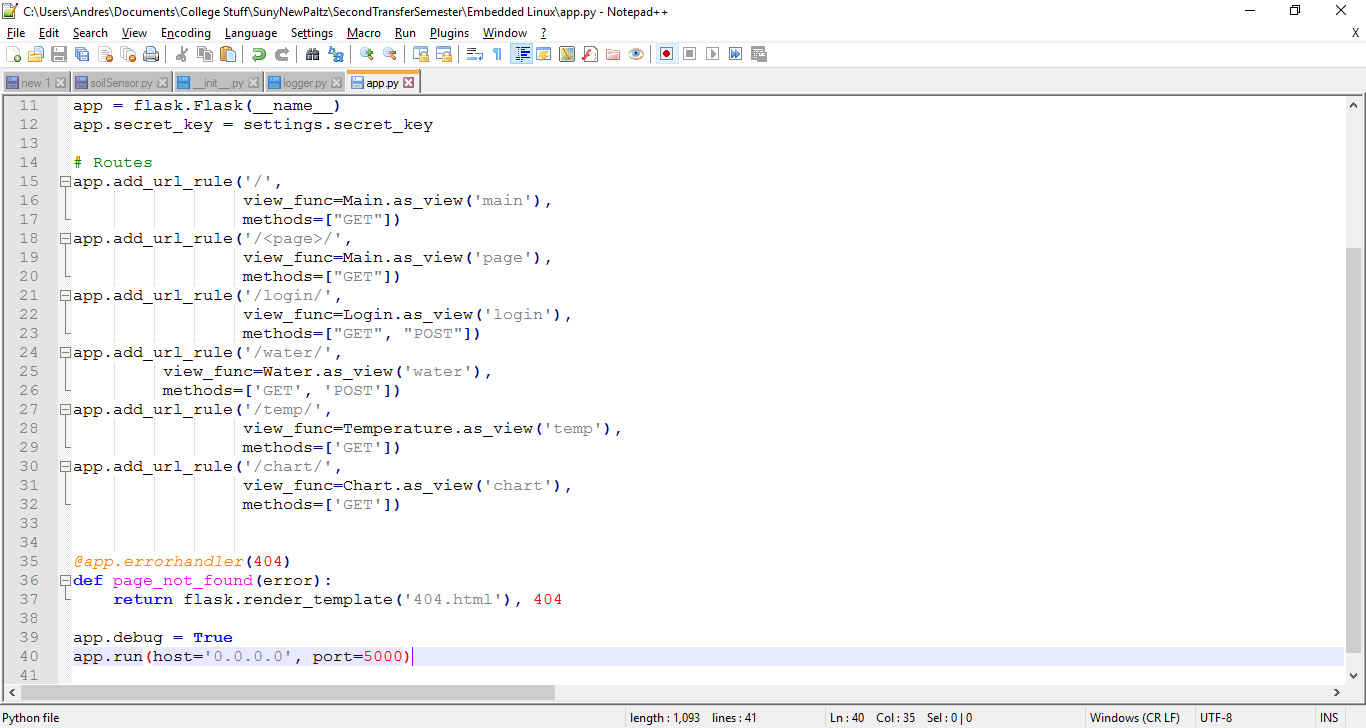 C:\Users\Andres\Documents\College Stuff\SunyNewPaltz\SecondTransferSemester\Embedded Linux\app.py - Notepad++
File Edit Search View Encoding Language Settings Macro Run Plugins Window ? X
new 1 soilSensor.py __init__.py logger.py app.py
11 app = flask.Flask(__name__)
12 app.secret_key = settings.secret_key
13
14 # Routes
15 app.add_url_rule('/',
16 view_func=Main.as_view('main'),
17 methods=["GET"])
18 app.add_url_rule('/<page>/',
19 view_func=Main.as_view('page'),
20 methods=["GET"])
21 app.add_url_rule('/login/',
22 view_func=Login.as_view('login'),
23 methods=["GET", "POST"])
24 app.add_url_rule('/water/',
25 view_func=Water.as_view('water'),
26 methods=['GET', 'POST'])
27 app.add_url_rule('/temp/',
28 view_func=Temperature.as_view('temp'),
29 methods=['GET'])
30 app.add_url_rule('/chart/',
31 view_func=Chart.as_view('chart'),
32 methods=['GET'])
33
34
35 @app.errorhandler(404)
36 def page_not_found(error):
37 return flask.render_template('404.html'), 404
38
39 app.debug = True
40 app.run(host='0.0.0.0', port=5000)
41
Python file length : 1,093 lines : 41 Ln : 40 Col : 35 Sel : 0 | 0 Windows (CR LF) UTF-8 INS